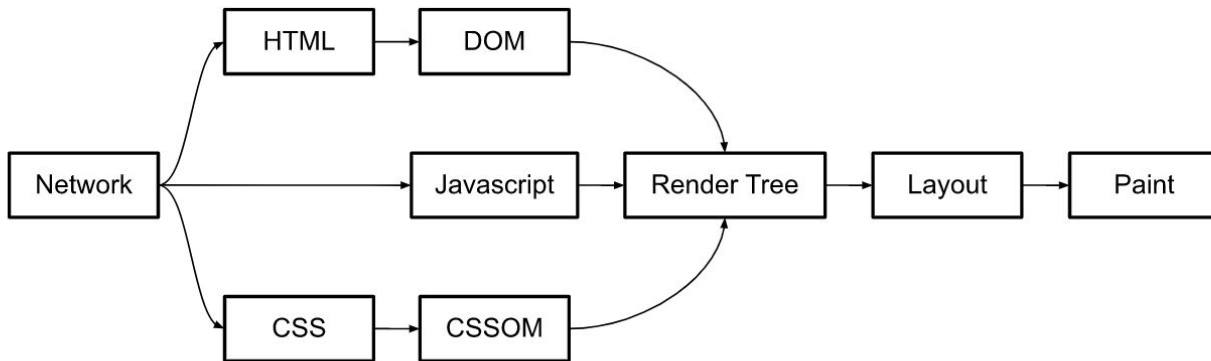 HTML
DOM
Network
Javascript
Render Tree
Layout
Paint
CSS
CSSOM